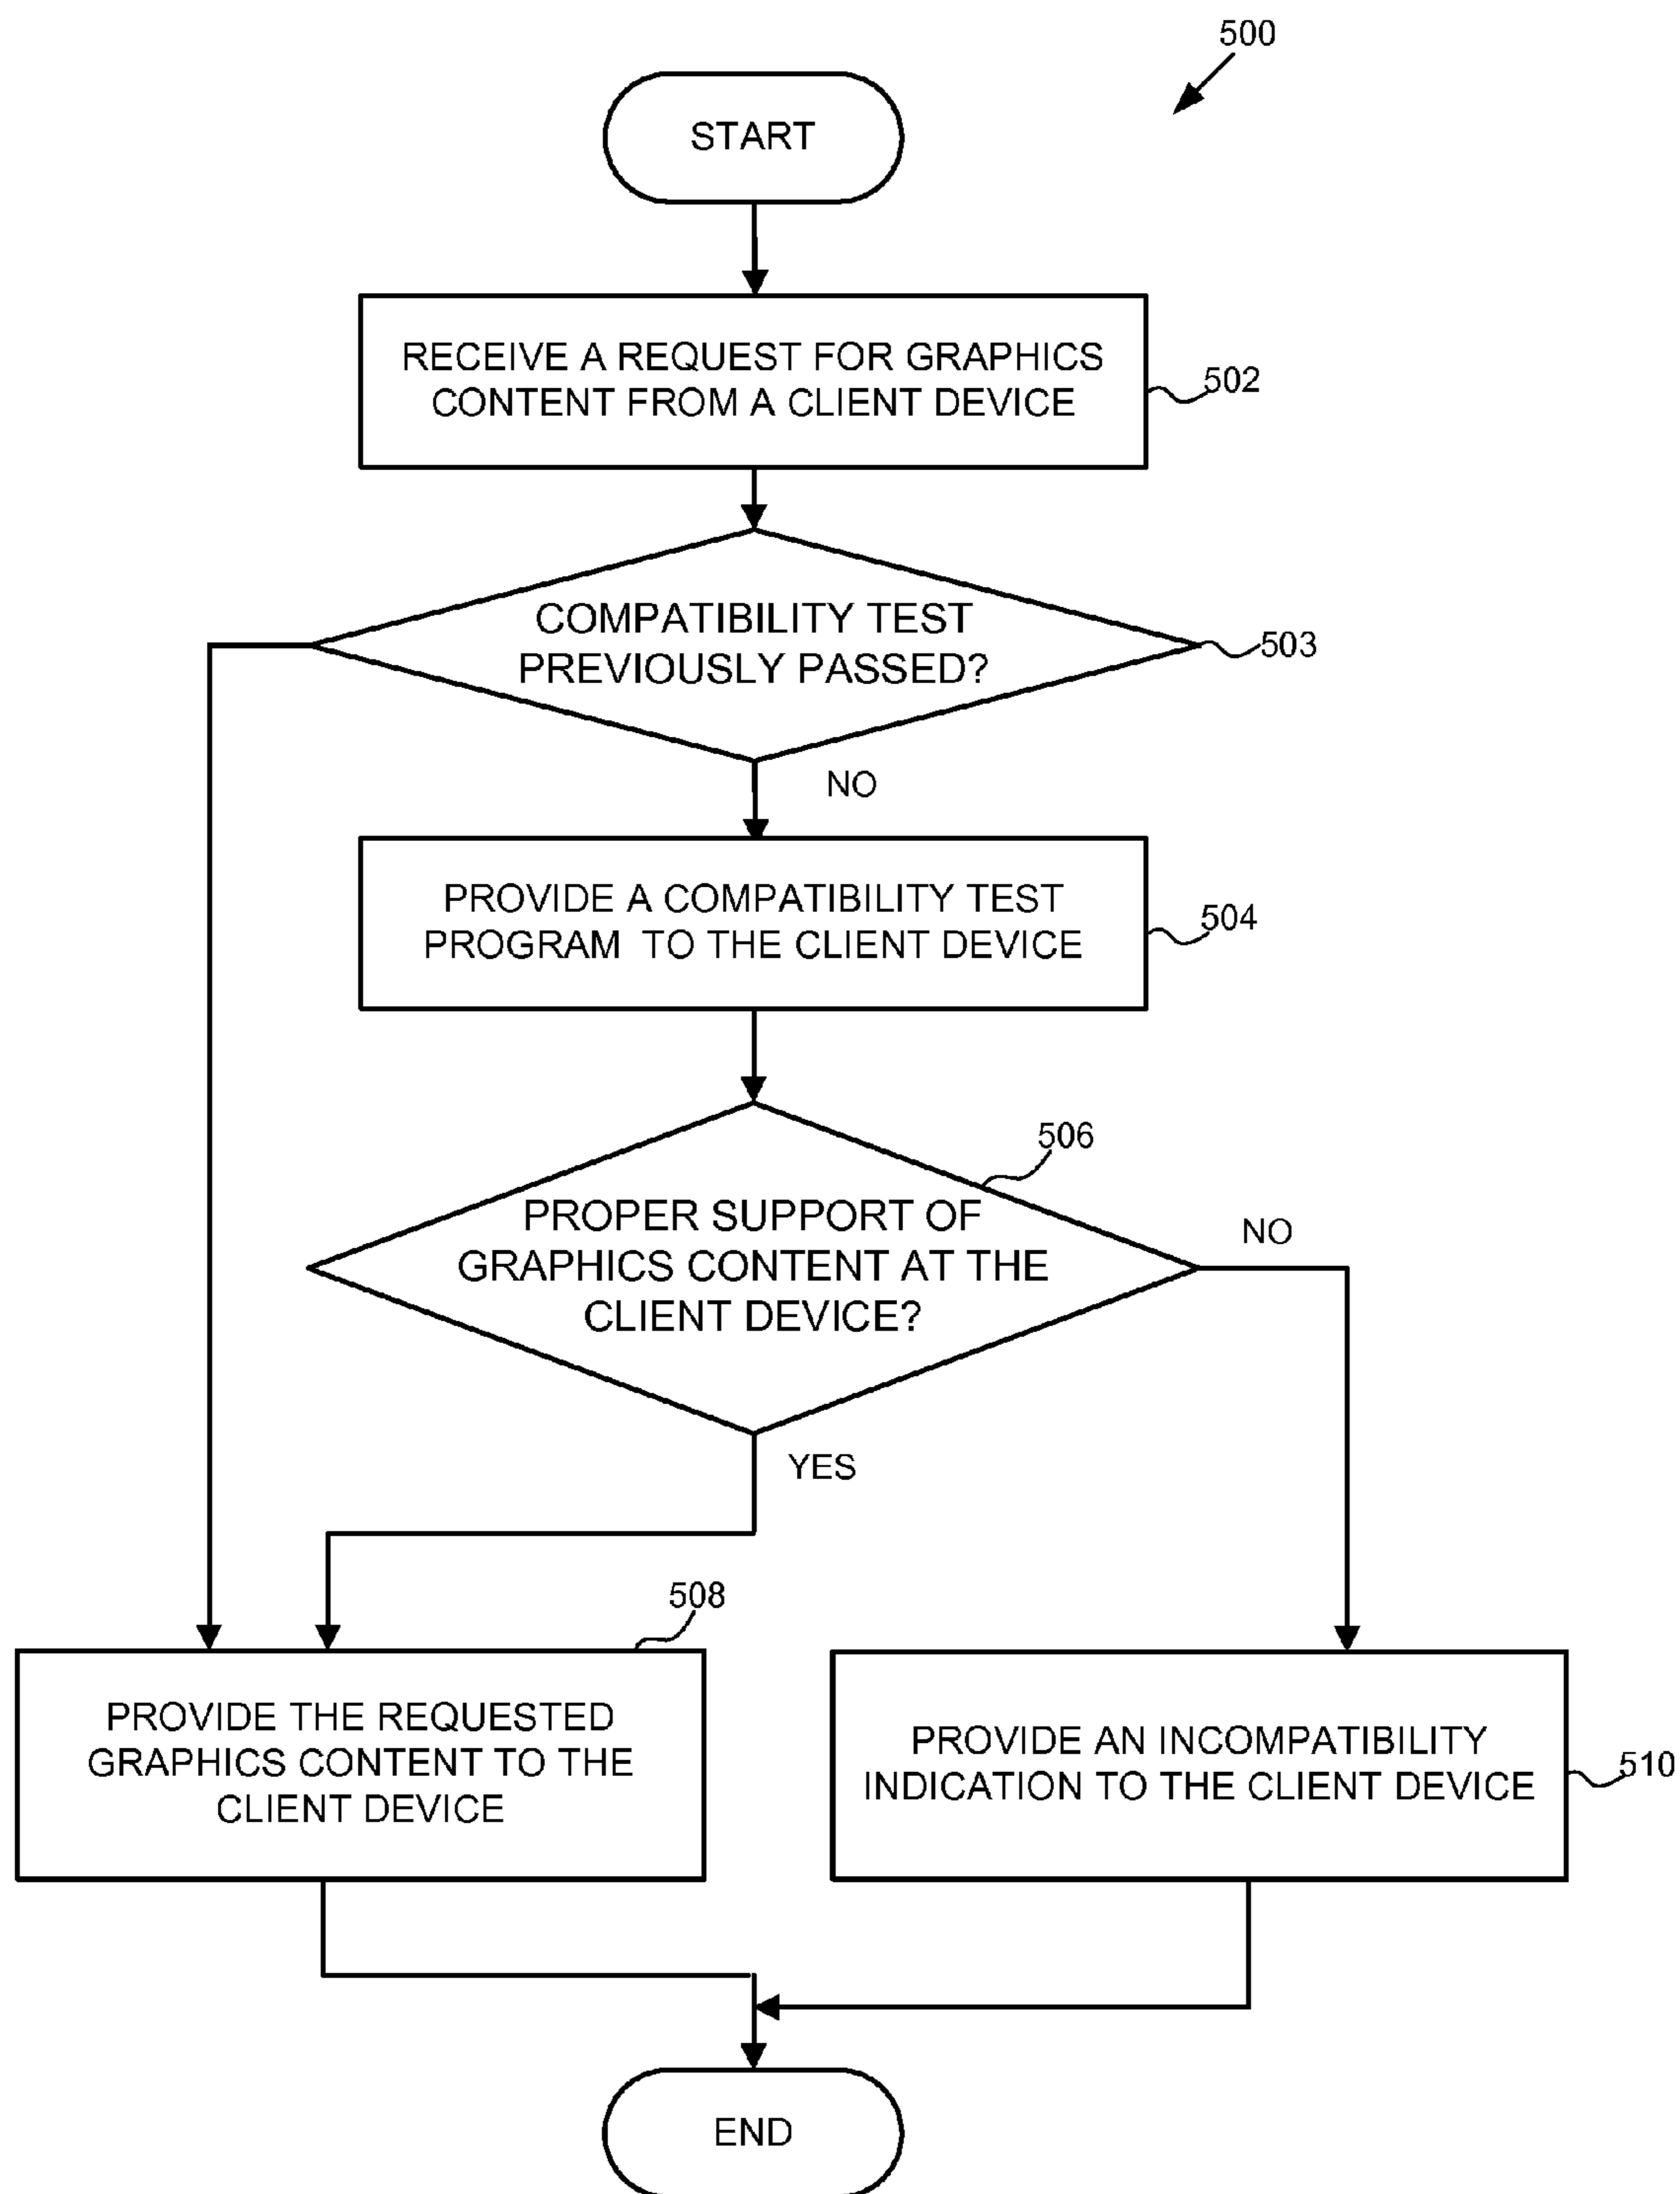 500
START
RECEIVE A REQUEST FOR GRAPHICS
CONTENT FROM A CLIENT DEVICE
502
COMPATIBILITY TEST
PREVIOUSLY PASSED?
503
NO
PROVIDE A COMPATIBILITY TEST
PROGRAM TO THE CLIENT DEVICE
504
506
PROPER SUPPORT OF
GRAPHICS CONTENT AT THE
CLIENT DEVICE?
NO
YES
508
PROVIDE THE REQUESTED
GRAPHICS CONTENT TO THE
CLIENT DEVICE
PROVIDE AN INCOMPATIBILITY
INDICATION TO THE CLIENT DEVICE
510
END